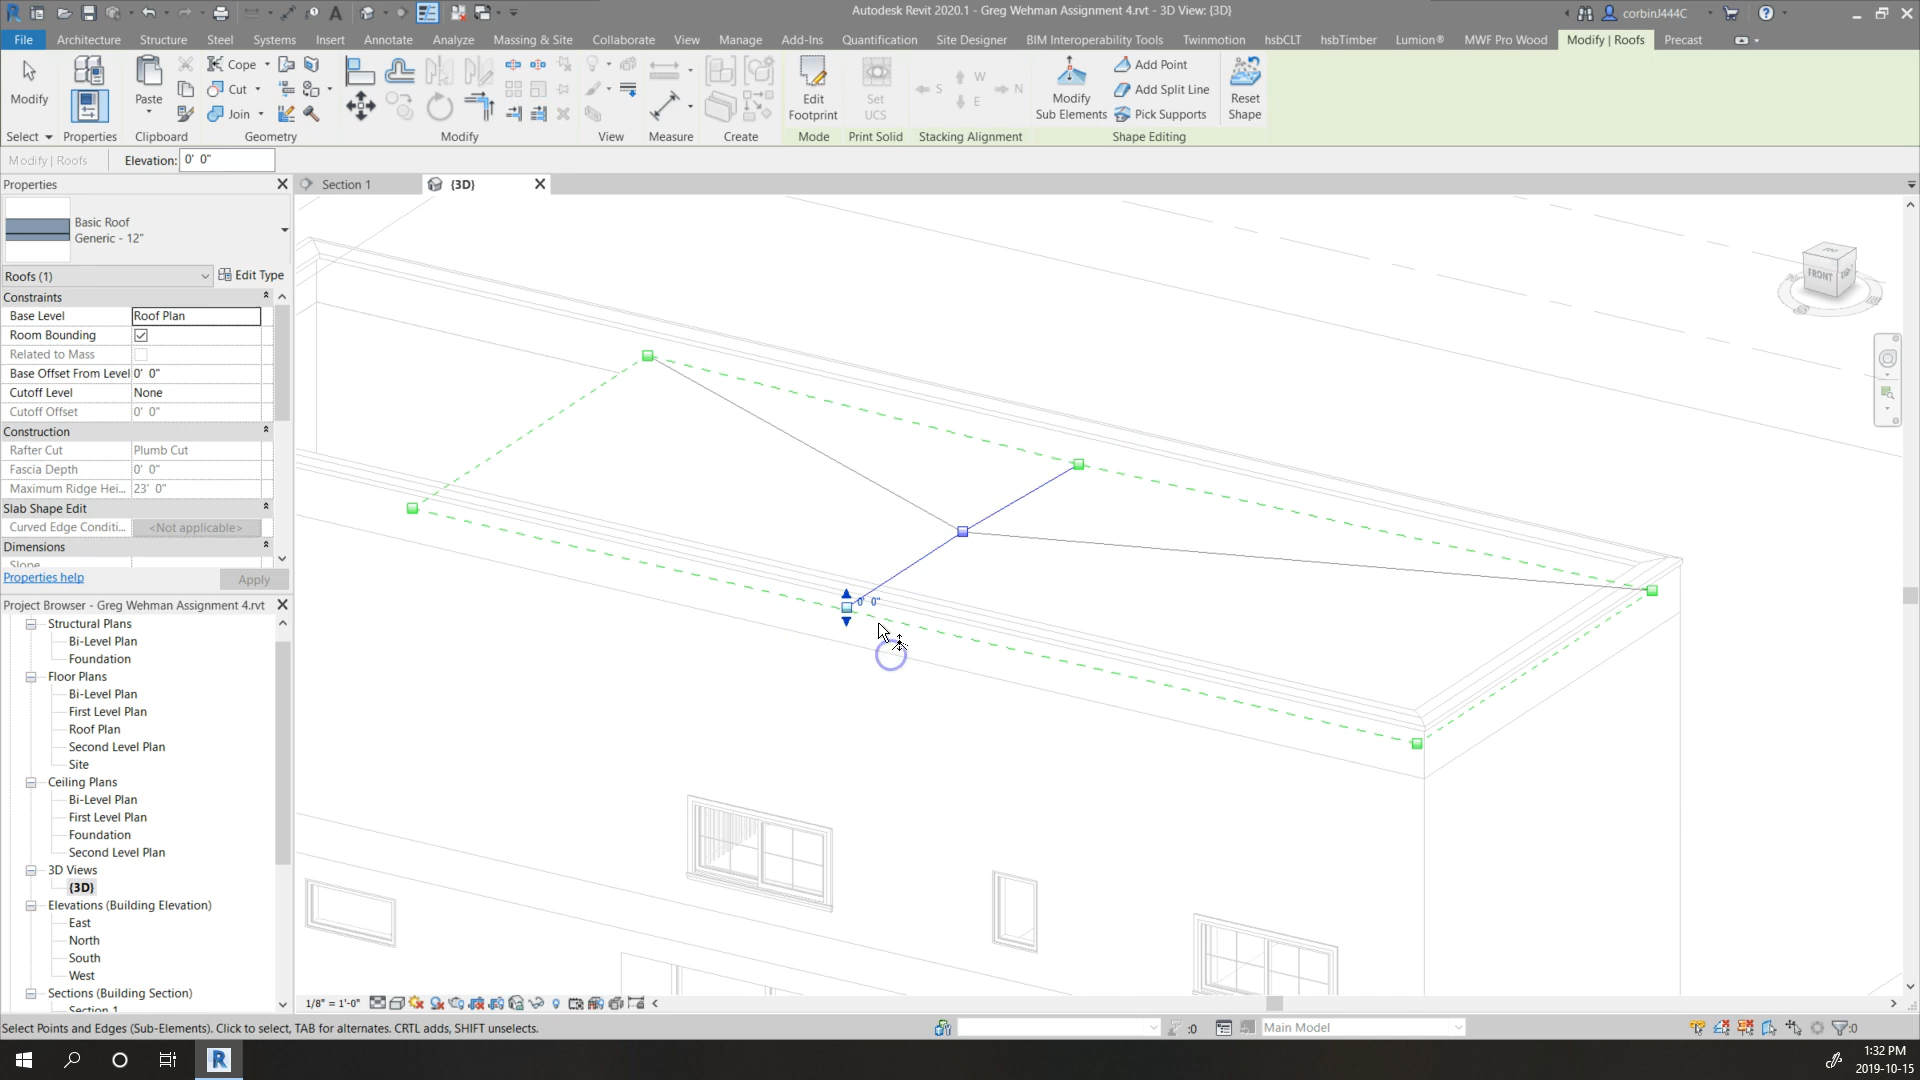 Autodesk Revit 2020.1 - Greg Wehman Assignment 4.rvt - 3D View: {3D}
corbinJ444C
File Architecture Structure Steel Systems Insert Annotate Analyze Massing & Site Collaborate View Manage Add-Ins Quantification Site Designer BIM Interoperability Tools Twinmotion hsbCLT hsbTimber Lumion® MWF Pro Wood Modify | Roofs Precast
Modify
Paste
Cope
Cut
Join
Edit
Footprint
Set
UCS
S W E N
Modify
Sub Elements
Add Point
Add Split Line
Pick Supports
Reset
Shape
Select Properties Clipboard Geometry Modify View Measure Create Mode Print Solid Stacking Alignment Shape Editing
Modify | Roofs Elevation: 0' 0"
Properties
Section 1 {3D}
Basic Roof
Generic - 12"
Roofs (1) Edit Type
Constraints
Base Level Roof Plan
Room Bounding
Related to Mass
Base Offset From Level 0' 0"
Cutoff Level None
Cutoff Offset 0' 0"
Construction
Rafter Cut Plumb Cut
Fascia Depth 0' 0"
Maximum Ridge Hei... 23' 0"
Slab Shape Edit
Curved Edge Conditi... <Not applicable>
Dimensions
Slope
Properties help Apply
Project Browser - Greg Wehman Assignment 4.rvt
Structural Plans
Bi-Level Plan
Foundation
Floor Plans
Bi-Level Plan
First Level Plan
Roof Plan
Second Level Plan
Site
Ceiling Plans
Bi-Level Plan
First Level Plan
Foundation
Second Level Plan
3D Views
{3D}
Elevations (Building Elevation)
East
North
South
West
Sections (Building Section)
Section 1
0' 0"
FRONT
1/8" = 1'-0"
Select Points and Edges (Sub-Elements). Click to select, TAB for alternates. CRTL adds, SHIFT unselects.
:0
Main Model
:0
1:32 PM
2019-10-15